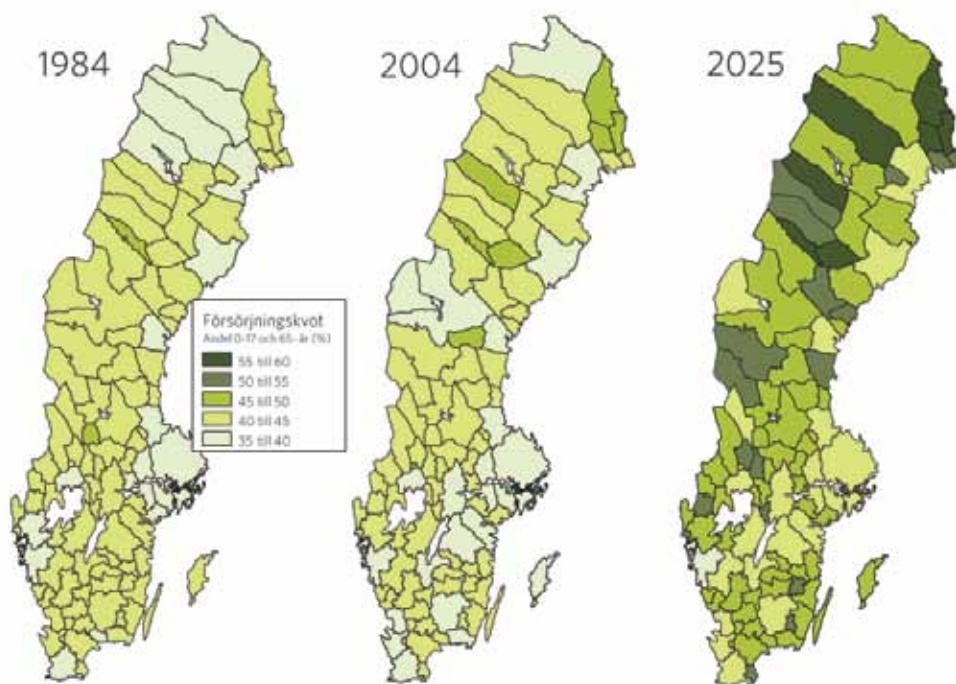 1984
2004
2025
Försörjningskvot
Andel 0-17 och 65- år (%)
55 till 60
50 till 55
45 till 50
40 till 45
35 till 40